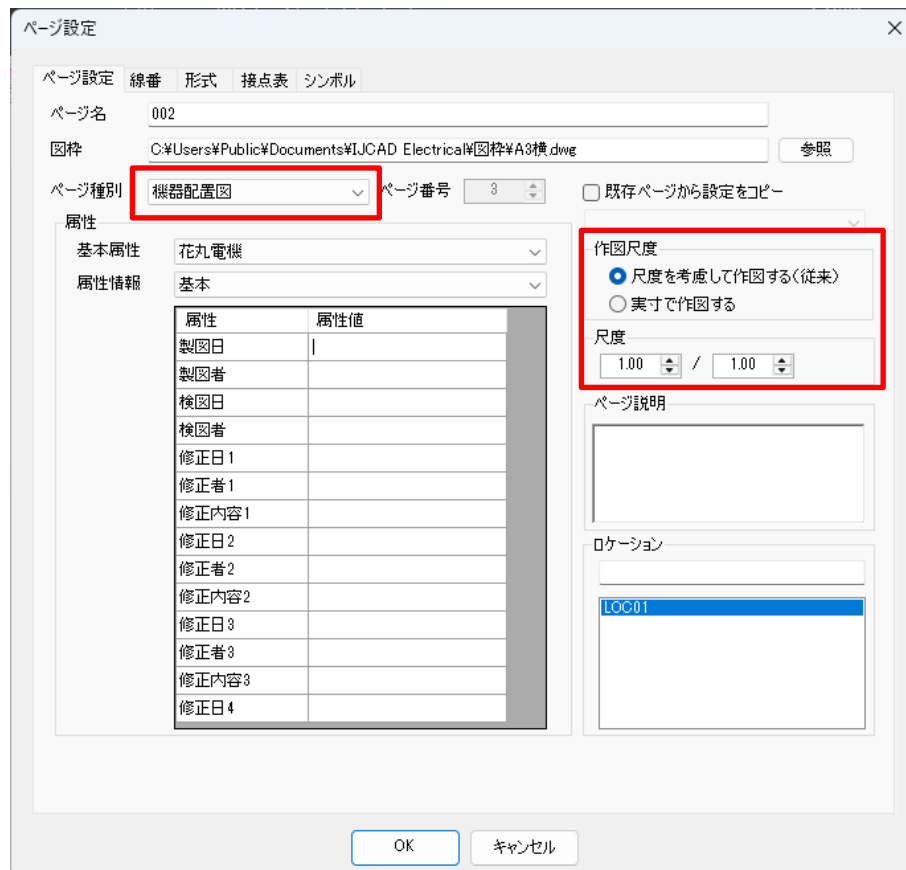 ページ設定
ページ設定 線番 形式 接点表 シンボル
ページ名 002
図枠 C:¥Users¥Public¥Documents¥IJCAD Electrical¥図枠¥A3横.dwg 参照
ページ種別 機器配置図 ページ番号 3 既存ページから設定をコピー
属性
基本属性 花丸電機
属性情報 基本
属性 属性値
製図日
製図者
検図日
検図者
修正日1
修正者1
修正内容1
修正日2
修正者2
修正内容2
修正日3
修正者3
修正内容3
修正日4
作図尺度
尺度を考慮して作図する(従来)
実寸で作図する
尺度
1.00 / 1.00
ページ説明
ロケーション
LOC01
OK キャンセル